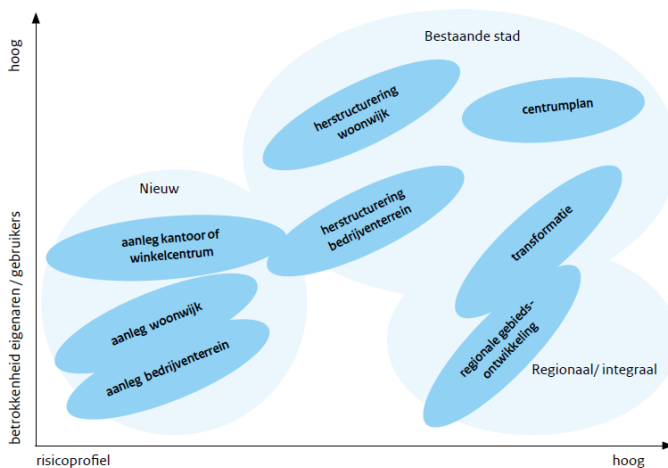 hoog
betrokkenheid eigenaren / gebruikers
Bestaande stad
herstructurering
woonwijk
centrumplan
Nieuw
aanleg kantoor of
winkelcentrum
herstructurering
bedrijventerrein
transformatie
aanleg woonwijk
aanleg bedrijventerrein
regionale gebieds-
ontwikkeling
Regionaal/ integraal
risicoprofiel
hoog